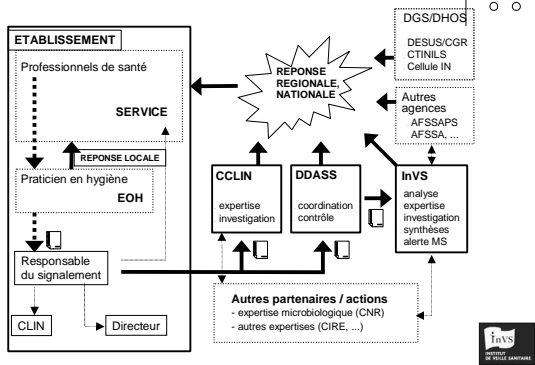 DGS/DHOS
DESUS/CGR
CTINILS
Cellule IN
ETABLISSEMENT
Professionnels de santé
SERVICE
REPONSE
REGIONALE,
NATIONALE
Autres
agences
AFSSAPS
AFSSA, ...
REPONSE LOCALE
Praticien en hygiène
EOH
CCLIN
expertise
investigation
DDASS
coordination
contrôle
InVS
analyse
expertise
investigation
synthèses
alerte MS
Responsable
du signalement
CLIN
Directeur
Autres partenaires / actions
- expertise microbiologique (CNR)
- autres expertises (CIRE, ...)
InVS
INSTITUT
DE VEILLE SANITAIRE